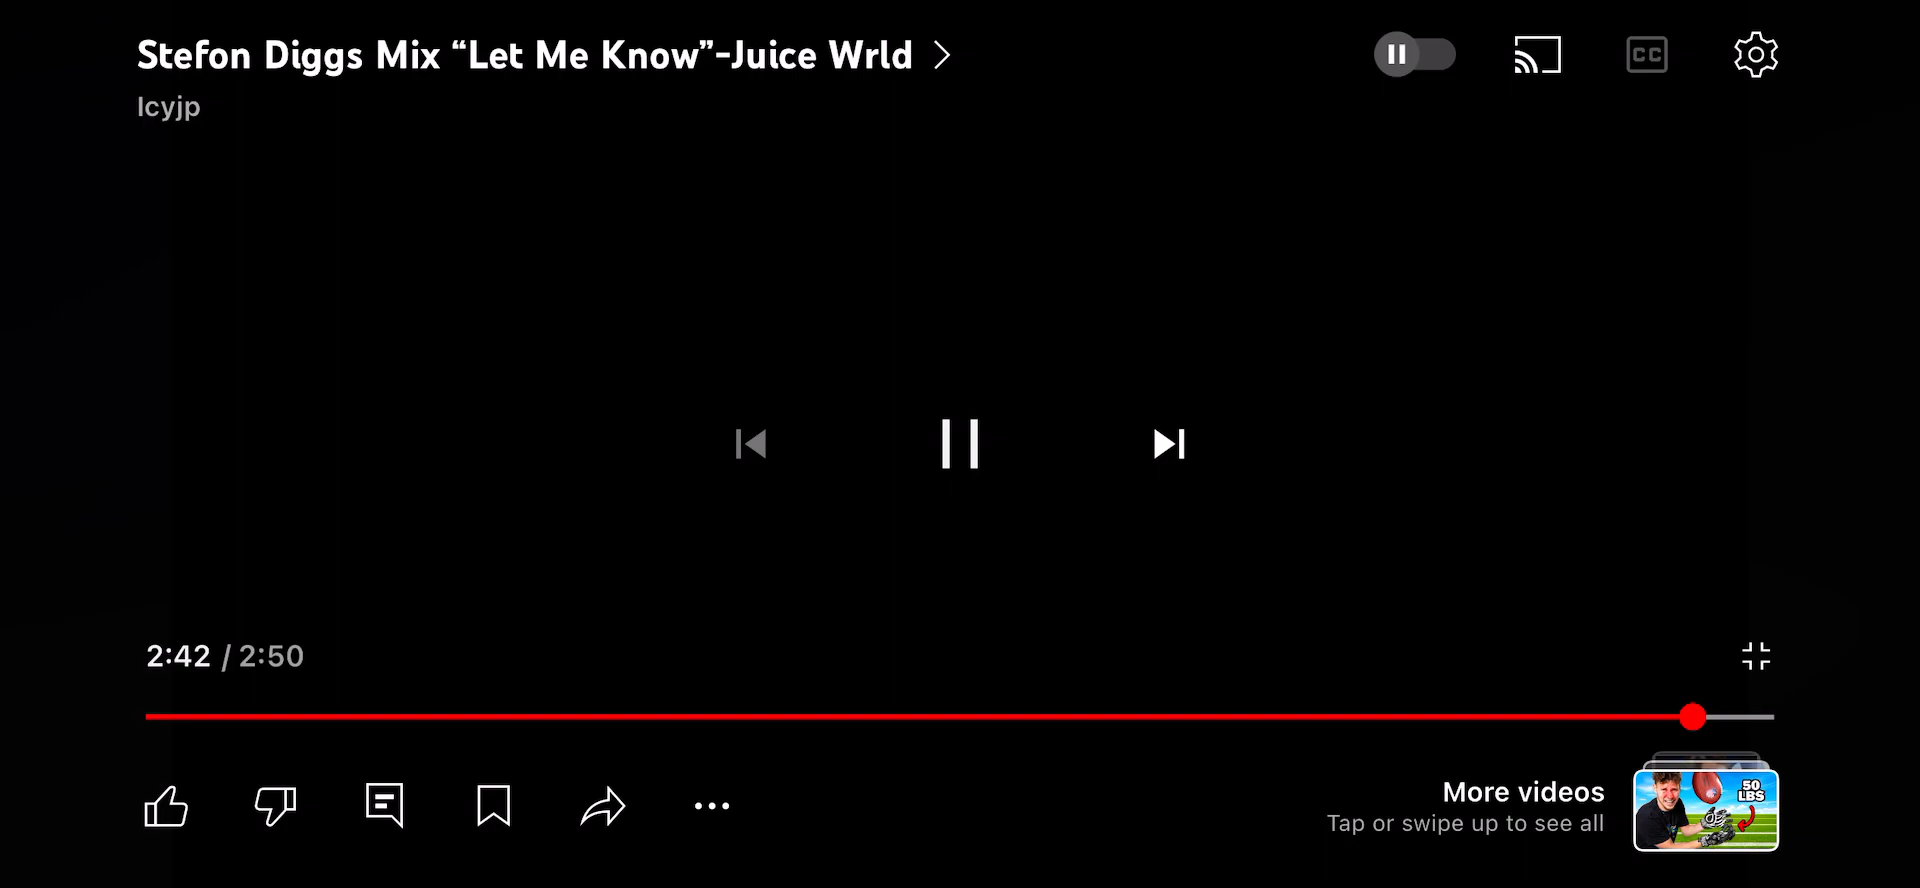 Stefon Diggs Mix “Let Me Know”-Juice Wrld
Icyjp
CC
2:42 / 2:50
More videos
Tap or swipe up to see all
50
LBS